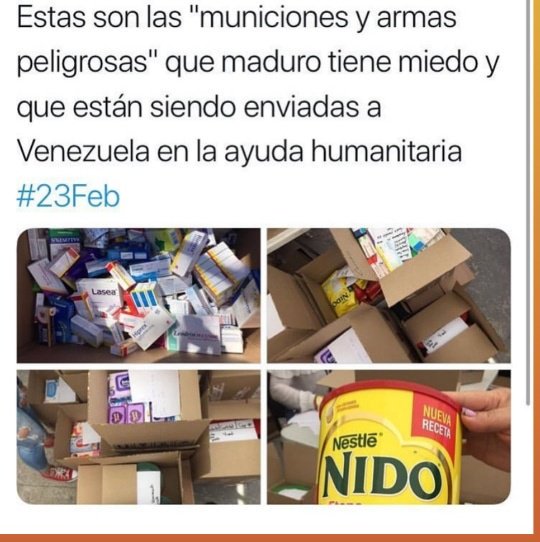 Estas son las "municiones y armas
peligrosas" que maduro tiene miedo y
que están siendo enviadas a
Venezuela en la ayuda humanitaria
#23Feb
Lasea
NIDO
NUEVA
RECETA
Nestlé
NIDO